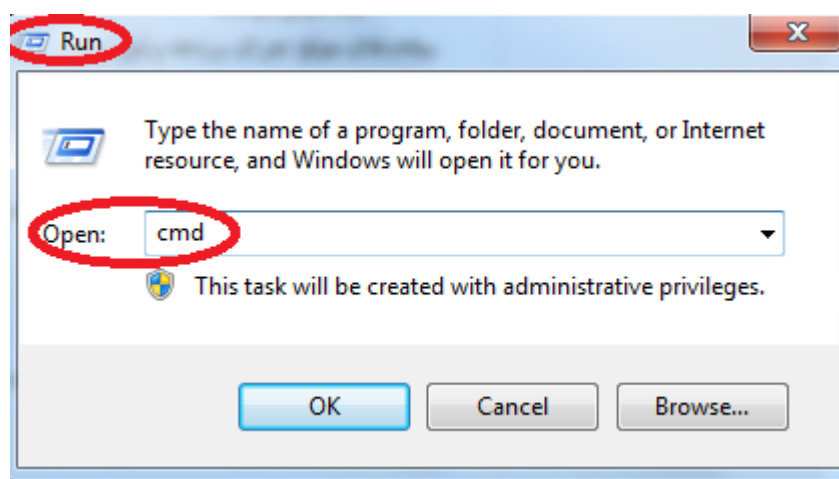 Run
Type the name of a program, folder, document, or Internet
resource, and Windows will open it for you.
Open: cmd
This task will be created with administrative privileges.
OK Cancel Browse...